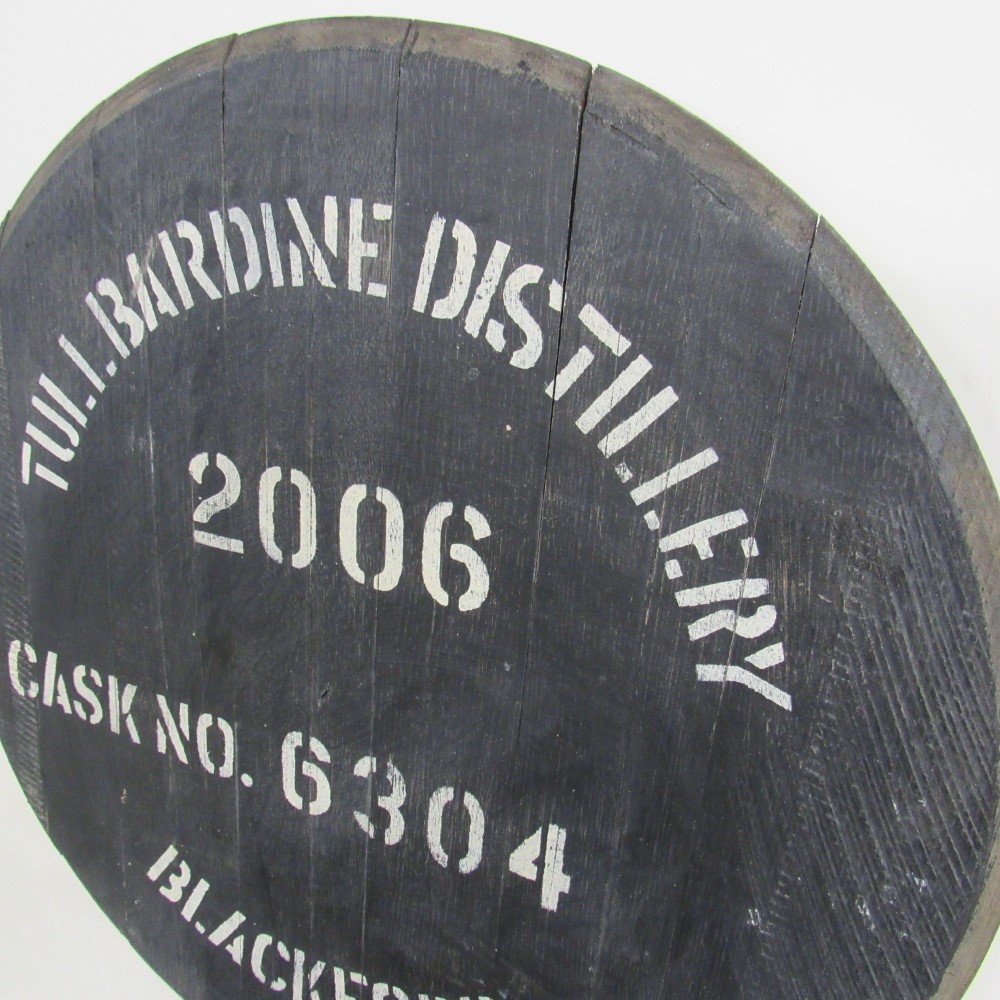 TULLIBARDINE DISTILLERY
2006
CASK NO. 6304